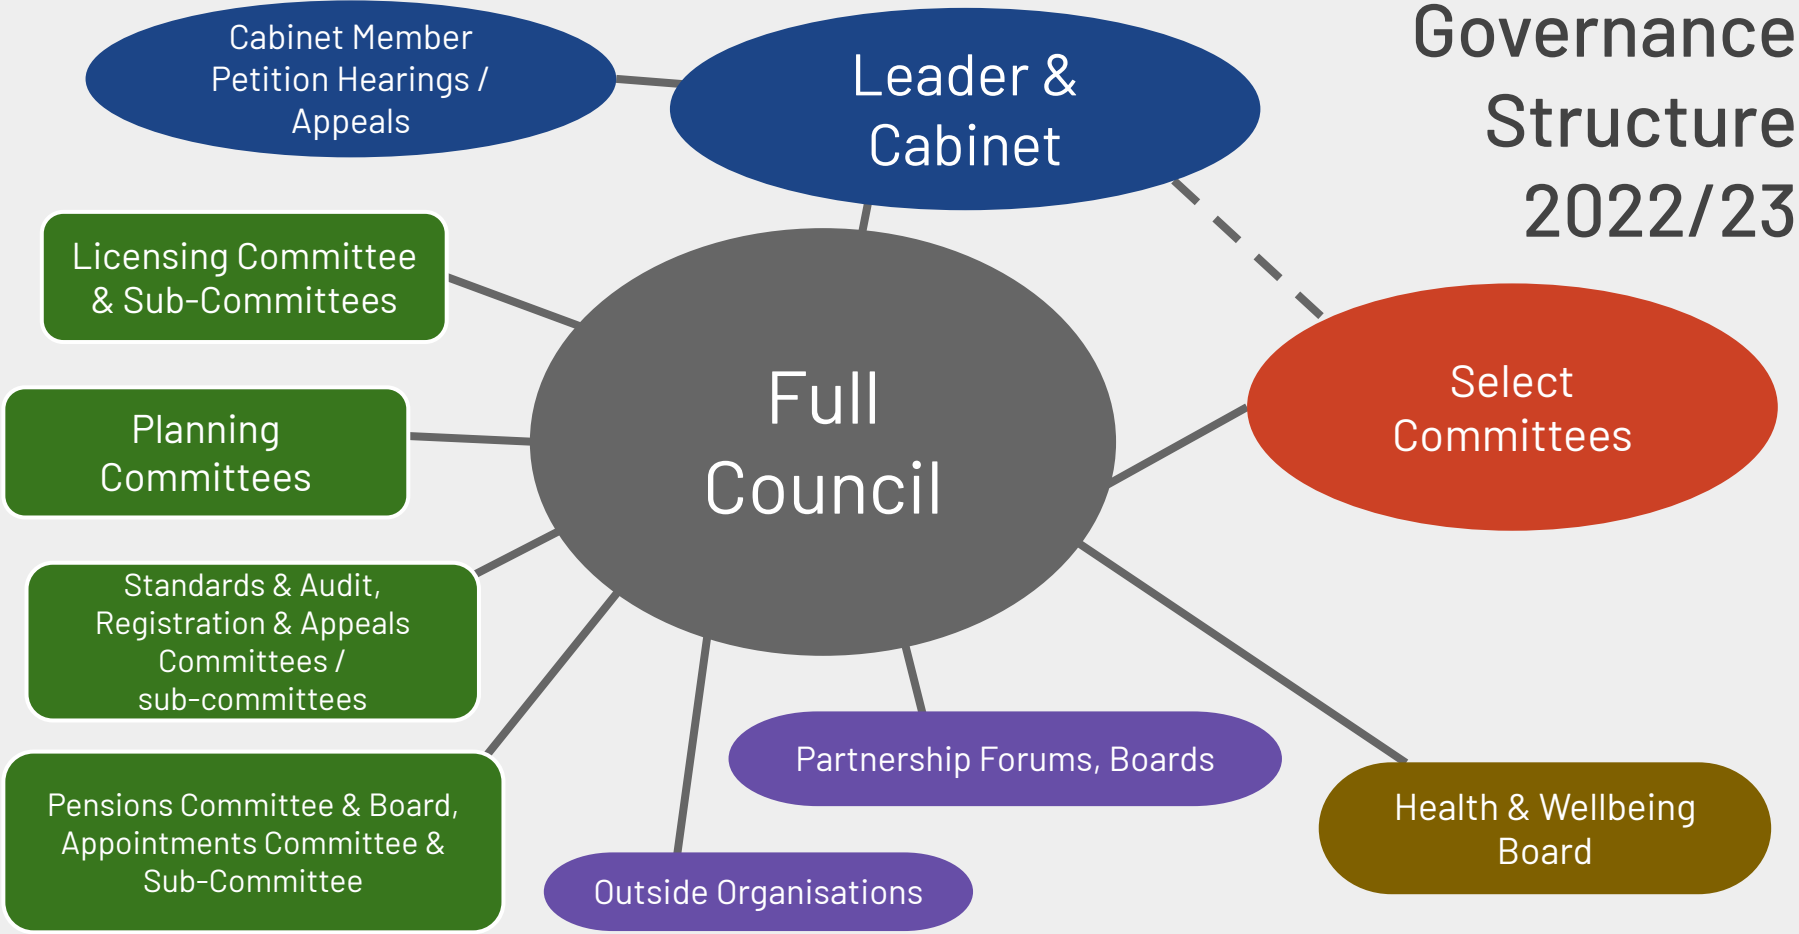 Governance
Structure
2022/23
Cabinet Member
Petition Hearings /
Appeals
Leader &
Cabinet
Licensing Committee
& Sub-Committees
Full
Council
Select
Committees
Planning
Committees
Standards & Audit,
Registration & Appeals
Committees /
sub-committees
Pensions Committee & Board,
Appointments Committee &
Sub-Committee
Partnership Forums, Boards
Outside Organisations
Health & Wellbeing
Board